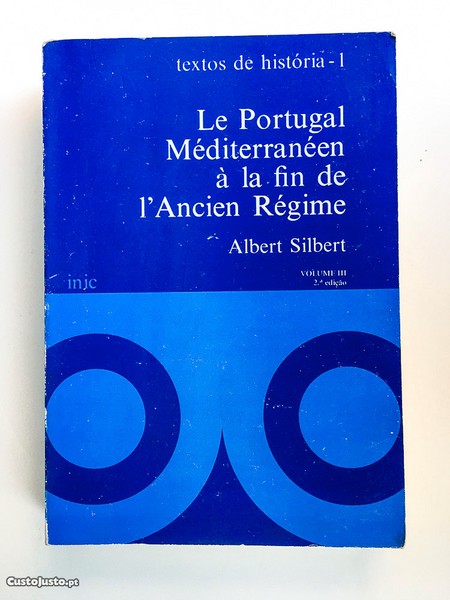 textos de história - 1
Le Portugal
Méditerranéen
à la fin de
l'Ancien Régime
Albert Silbert
VOLUME III
2.ª edição
inic
CustoJusto.pt